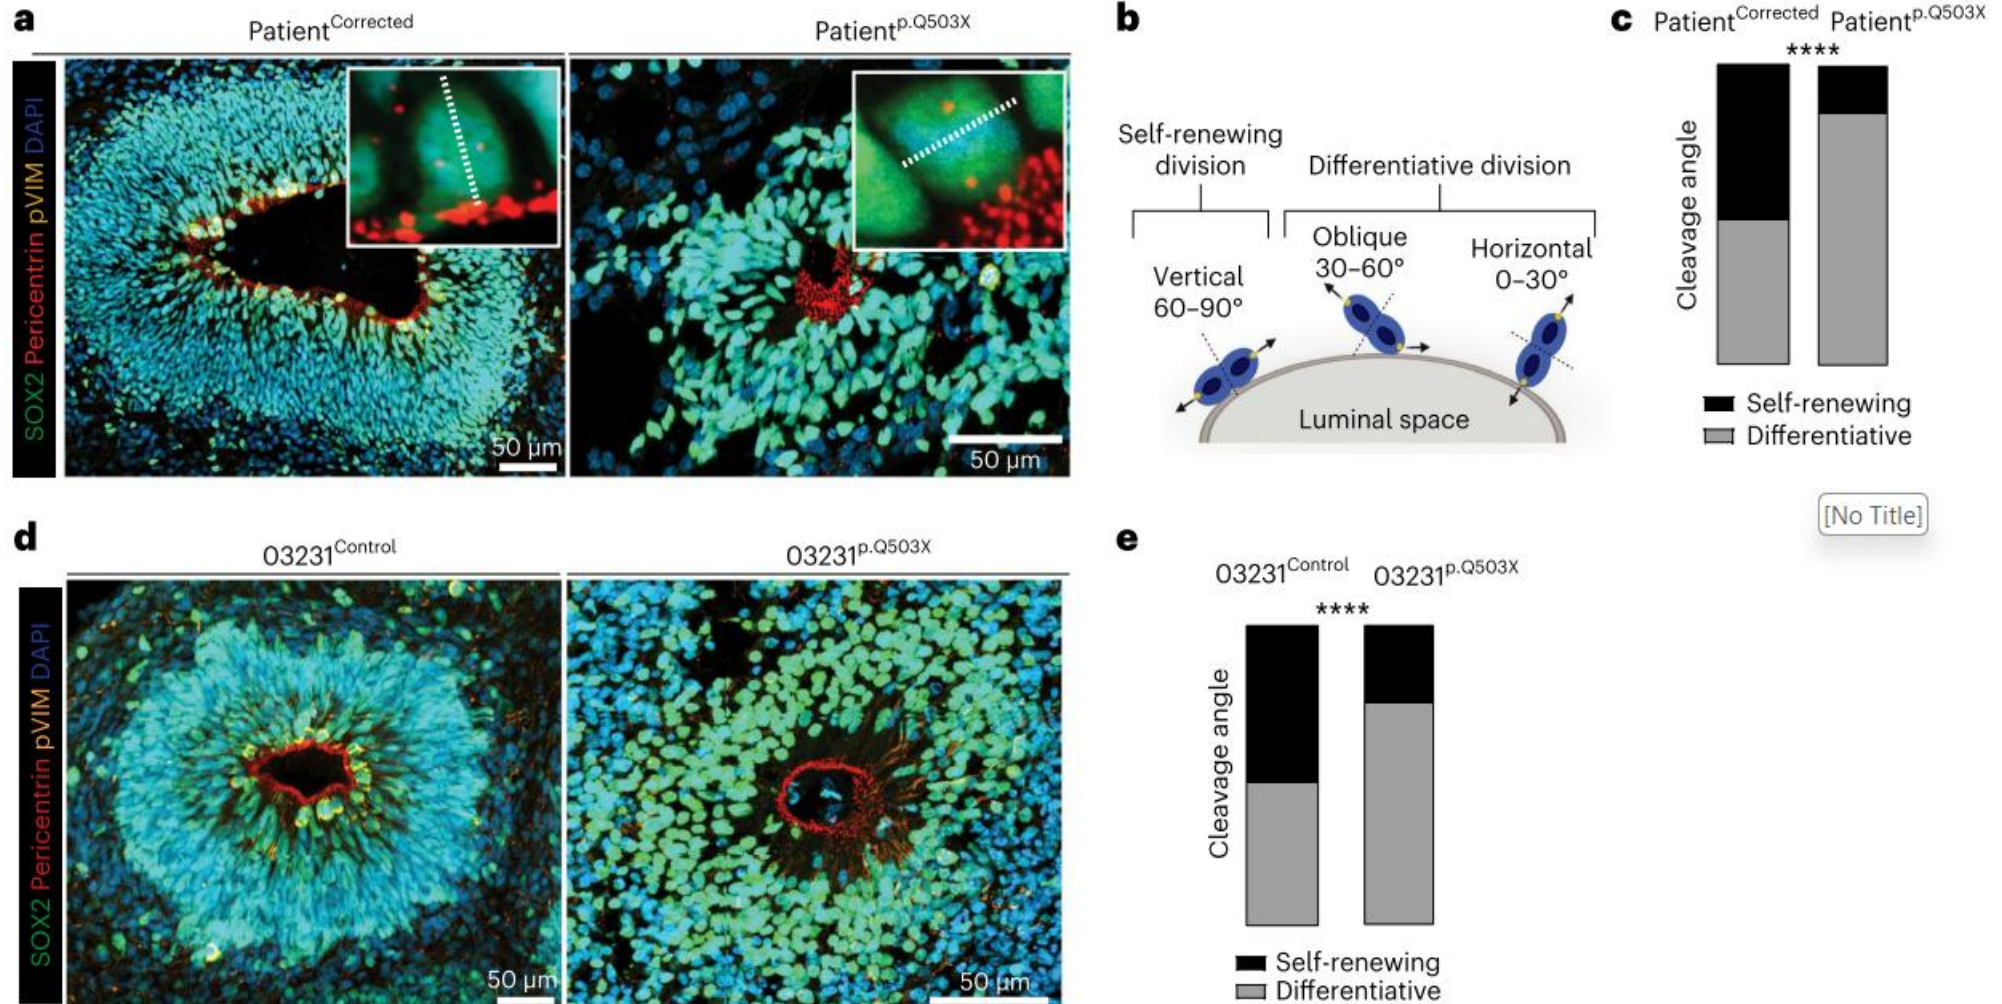 a
Patient^Corrected
Patient^p.Q503X
SOX2 Pericentrin pVIM DAPI
50 µm
50 µm
b
Self-renewing
division
Differentiative division
Vertical
60–90°
Oblique
30–60°
Horizontal
0–30°
Luminal space
c
Patient^Corrected
Patient^p.Q503X
****
Cleavage angle
Self-renewing
Differentiative
[No Title]
d
03231^Control
03231^p.Q503X
SOX2 Pericentrin pVIM DAPI
50 µm
50 µm
e
03231^Control
03231^p.Q503X
****
Cleavage angle
Self-renewing
Differentiative